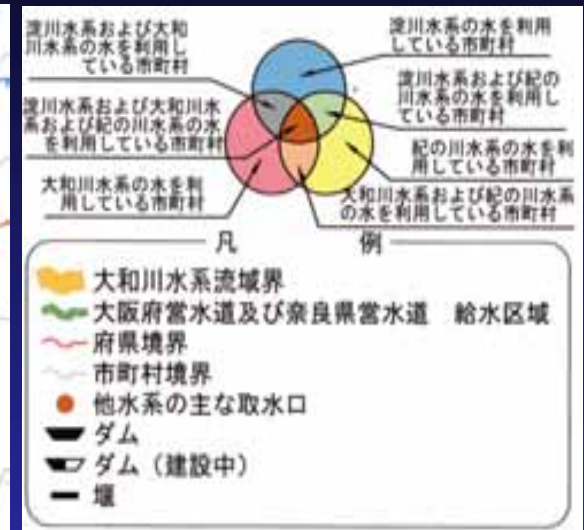 淀川水系および大和
川水系の水を利用し
ている市町村
淀川水系および大和川水
系および紀の川水系の水
を利用している市町村
大和川水系の水を利
用している市町村
淀川水系の水を利用
している市町村
淀川水系および紀の
川水系の水を利用し
ている市町村
紀の川水系の水を利
用している市町村
大和川水系および紀の川水系
の水を利用している市町村
凡 例
大和川水系流域界
大阪府営水道及び奈良県営水道 給水区域
府県境界
市町村境界
他水系の主な取水口
ダム
ダム(建設中)
堰